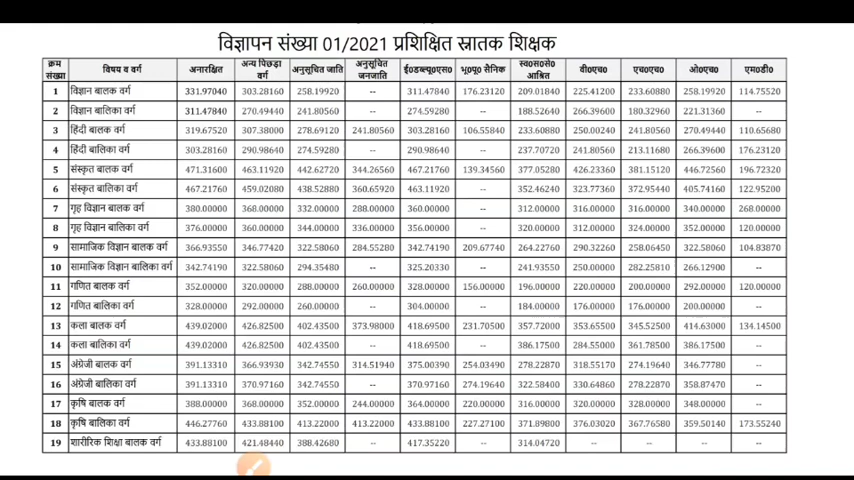 विज्ञापन संख्या 01/2021 प्रशिक्षित स्नातक शिक्षक
क्रम संख्या विषय व वर्ग अनारक्षित अन्य पिछड़ा वर्ग अनुसूचित जाति अनुसूचित जनजाति ई०डब्ल्यू०एस० भू०पू० सैनिक स्व०स०से० आश्रित वी०एच० एच०एच० ओ०एच० एम०डी०
1 विज्ञान बालक वर्ग 331.97040 303.28160 258.19920 -- 311.47840 176.23120 209.01840 225.41200 233.60880 258.19920 114.75520
2 विज्ञान बालिका वर्ग 311.47840 270.49440 241.80560 -- 274.59280 -- 188.52640 266.39600 180.32960 221.31360 --
3 हिंदी बालक वर्ग 319.67520 307.38000 278.69120 241.80560 303.28160 106.55840 233.60880 250.00240 241.80560 270.49440 110.65680
4 हिंदी बालिका वर्ग 303.28160 290.98640 274.59280 -- 290.98640 -- 237.70720 241.80560 213.11680 266.39600 176.23120
5 संस्कृत बालक वर्ग 471.31600 463.11920 442.62720 344.26560 467.21760 139.34560 377.05280 426.23360 381.15120 446.72560 196.72320
6 संस्कृत बालिका वर्ग 467.21760 459.02080 438.52880 360.65920 463.11920 -- 352.46240 323.77360 372.95440 405.74160 122.95200
7 गृह विज्ञान बालक वर्ग 380.00000 368.00000 332.00000 288.00000 360.00000 -- 312.00000 316.00000 316.00000 340.00000 268.00000
8 गृह विज्ञान बालिका वर्ग 376.00000 360.00000 344.00000 336.00000 356.00000 -- 320.00000 312.00000 324.00000 352.00000 120.00000
9 सामाजिक विज्ञान बालक वर्ग 366.93550 346.77420 322.58060 284.55280 342.74190 209.67740 264.22760 290.32260 258.06450 322.58060 104.83870
10 सामाजिक विज्ञान बालिका वर्ग 342.74190 322.58060 294.35480 -- 325.20330 -- 241.93550 250.00000 282.25810 266.12900 --
11 गणित बालक वर्ग 352.00000 320.00000 288.00000 260.00000 328.00000 156.00000 196.00000 220.00000 200.00000 292.00000 120.00000
12 गणित बालिका वर्ग 328.00000 292.00000 260.00000 -- 304.00000 -- 184.00000 176.00000 176.00000 200.00000 --
13 कला बालक वर्ग 439.02000 426.82500 402.43500 373.98000 418.69500 231.70500 357.72000 353.65500 345.52500 414.63000 134.14500
14 कला बालिका वर्ग 439.02000 426.82500 402.43500 -- 418.69500 -- 386.17500 284.55000 361.78500 386.17500 --
15 अंग्रेजी बालक वर्ग 391.13310 366.93930 342.74550 314.51940 375.00390 254.03490 278.22870 318.55170 274.19640 346.77780 --
16 अंग्रेजी बालिका वर्ग 391.13310 370.97160 342.74550 -- 370.97160 274.19640 322.58400 330.64860 278.22870 358.87470 --
17 कृषि बालक वर्ग 388.00000 368.00000 352.00000 244.00000 364.00000 220.00000 316.00000 320.00000 328.00000 348.00000 --
18 कृषि बालिका वर्ग 446.27760 433.88100 413.22000 413.22000 433.88100 227.27100 371.89800 376.03020 367.76580 359.50140 173.55240
19 शारीरिक शिक्षा बालक वर्ग 433.88100 421.48440 388.42680 -- 417.35220 -- 314.04720 -- -- -- --